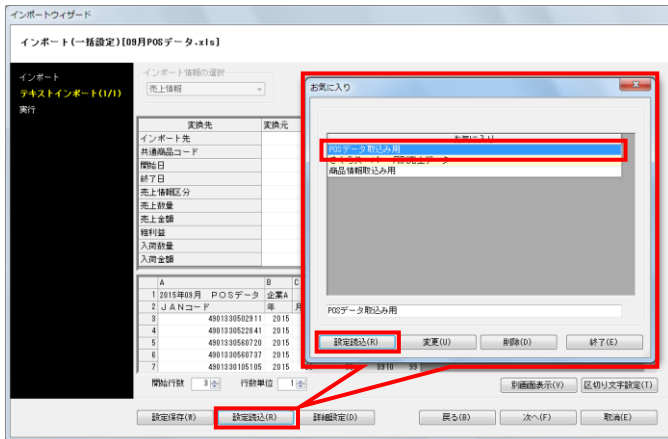 インポートウィザード
インポート(一括設定)[09月POSデータ.xls]
インポート
テキストインポート(1/1)
実行
インポート情報の選択
売上情報
変換先 変換元
インポート先
共通商品コード
開始日
終了日
売上情報区分
売上数量
売上金額
粗利益
入荷数量
入荷金額
A B C
1 2015年09月 POSデータ 企業A
2 JANコード 年 月
3 4901330502811 2015
4 4901330522841 2015
5 4901330560720 2015
6 4901330560737 2015
7 4901330105105 2015
開始行数 3 行数単位 1
別画面表示(V) 区切り文字設定(T)
設定保存(W) 設定読込(R) 詳細設定(D) 戻る(B) 次へ(F) 取消(E)
お気に入り
お気に入り
POSデータ取込み用
商品情報取込み用
POSデータ取込み用
設定読込(R) 変更(U) 削除(D) 終了(E)